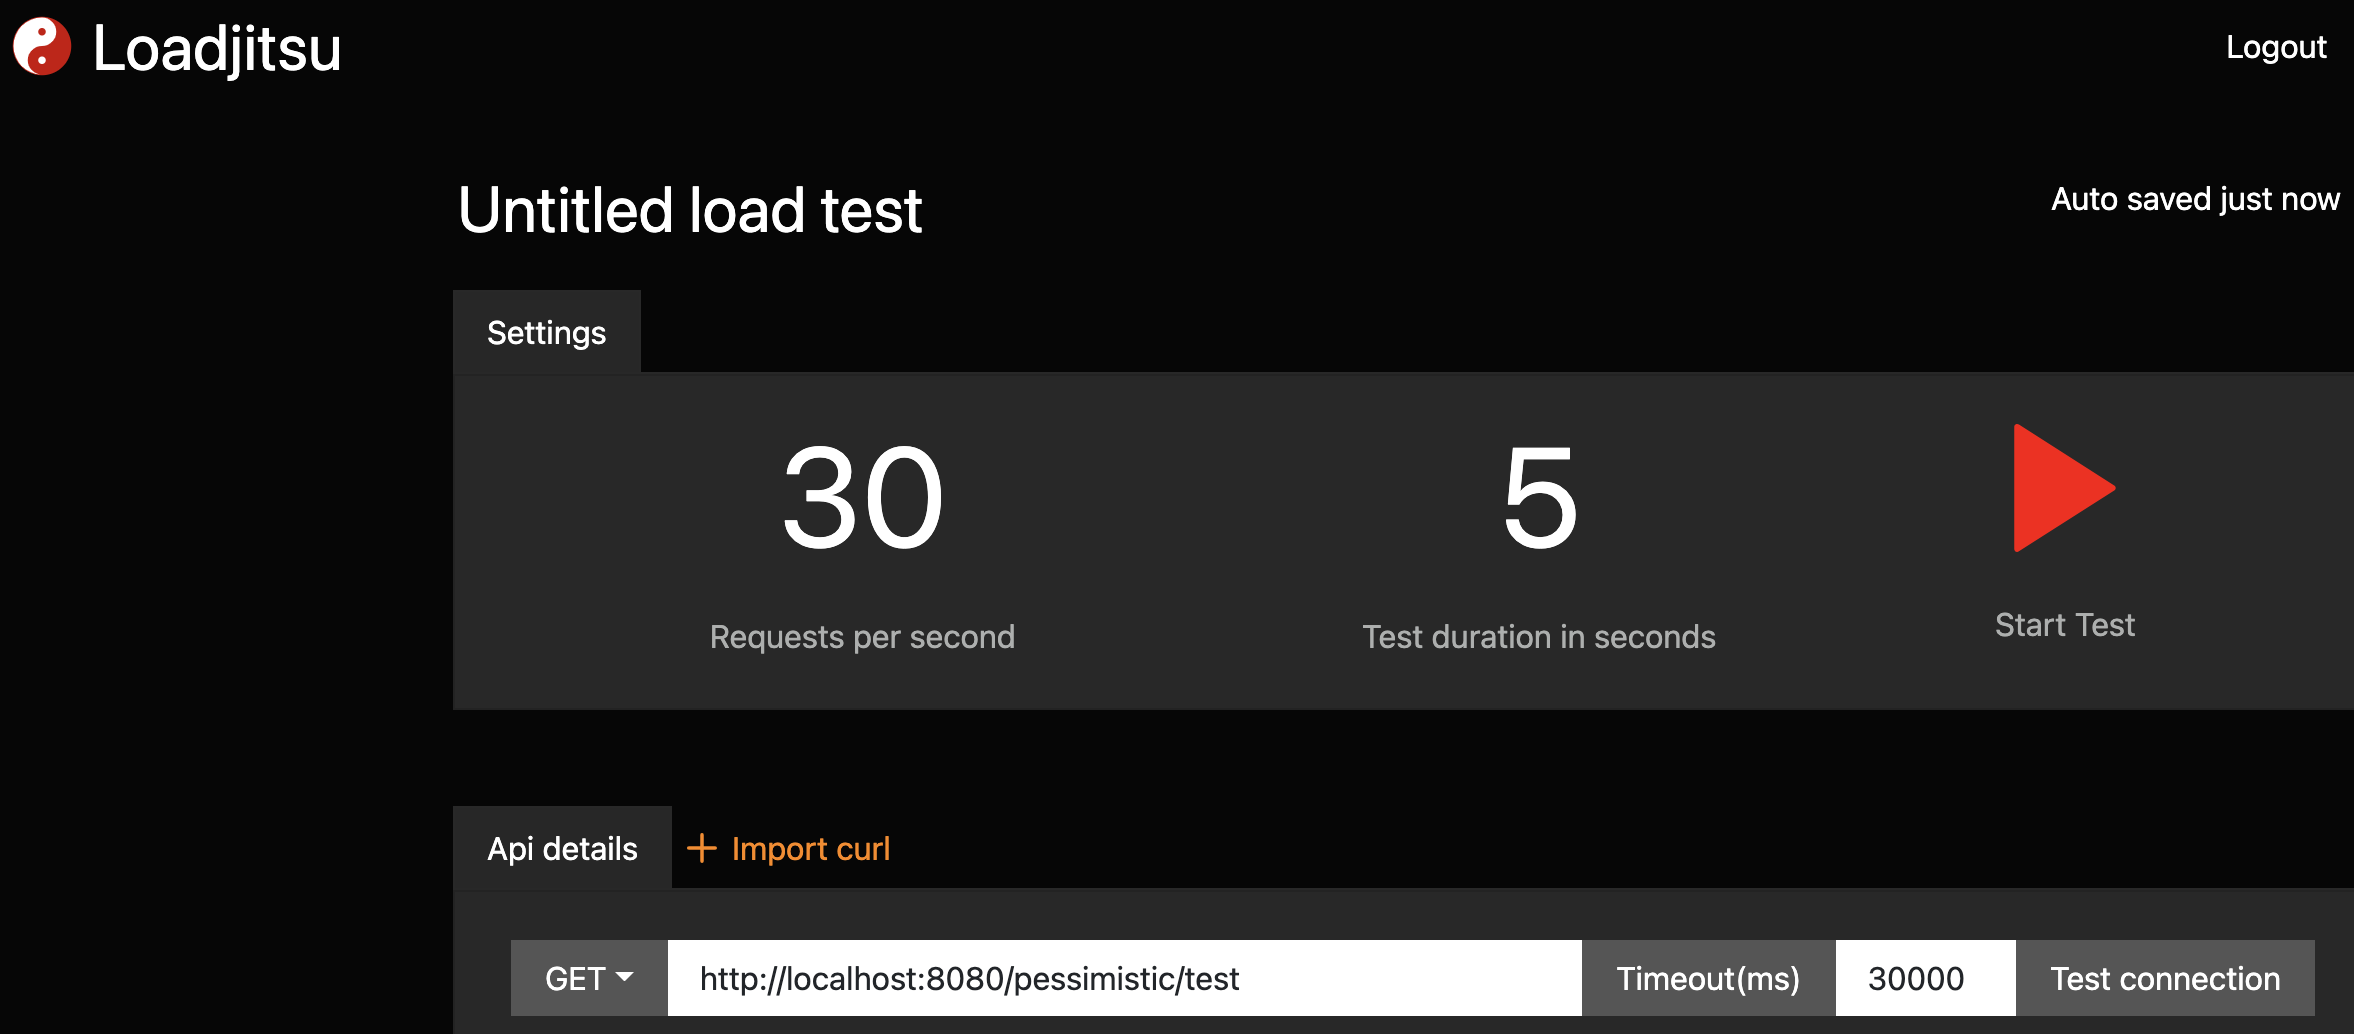 Loadjitsu
Logout
Untitled load test
Auto saved just now
Settings
30
5
Requests per second
Test duration in seconds
Start Test
Api details
Import curl
GET
http://localhost:8080/pessimistic/test
Timeout(ms)
30000
Test connection